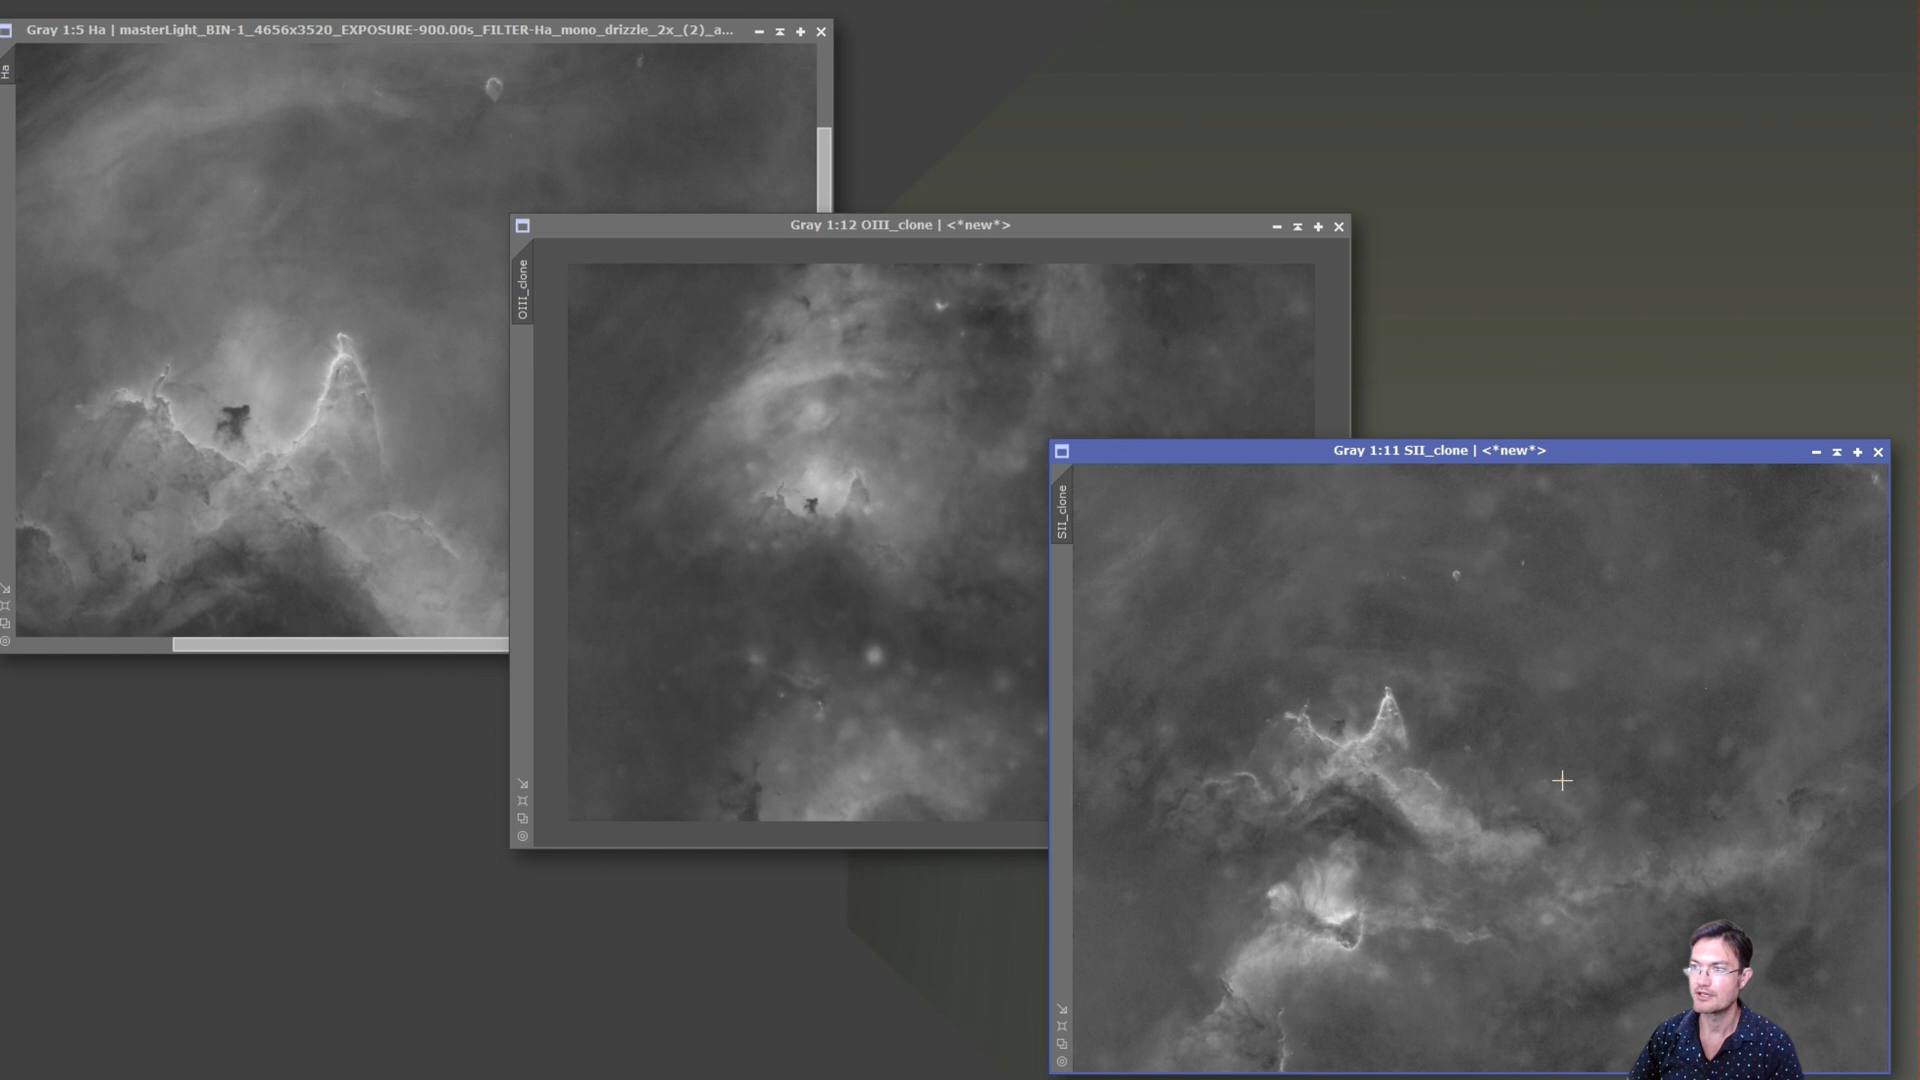 Gray 1:5 Ha | masterLight_BIN-1_4656x3520_EXPOSURE-900.00s_FILTER-Ha_mono_drizzle_2x_(2)_a...
Ha
Gray 1:12 OIII_clone | <*new*>
OIII_clone
Gray 1:11 SII_clone | <*new*>
SII_clone